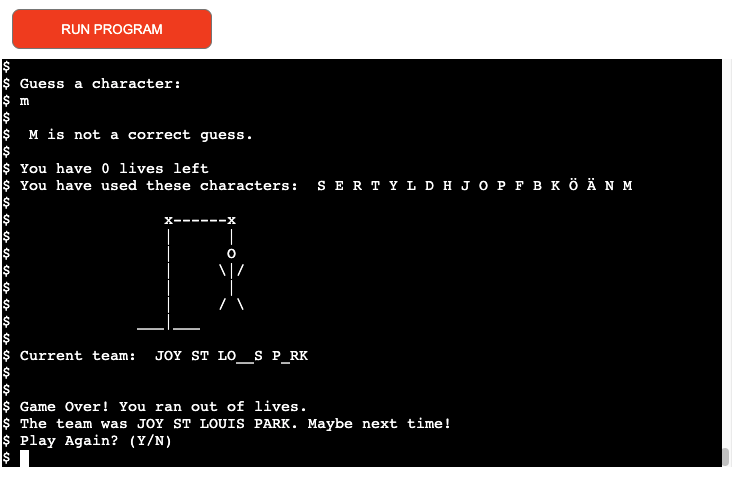 RUN PROGRAM
$
$ Guess a character:
$ m
$
$  M is not a correct guess.
$
$ You have 0 lives left
$ You have used these characters:  S E R T Y L D H J O P F B K Ö Ä N M
$
$                x------x
$                |      |
$                |      O
$                |     \|/
$                |      |
$                |     / \
$             ___|___
$
$ Current team:  JOY ST LO__S P_RK
$
$
$ Game Over! You ran out of lives.
$ The team was JOY ST LOUIS PARK. Maybe next time!
$ Play Again? (Y/N)
$